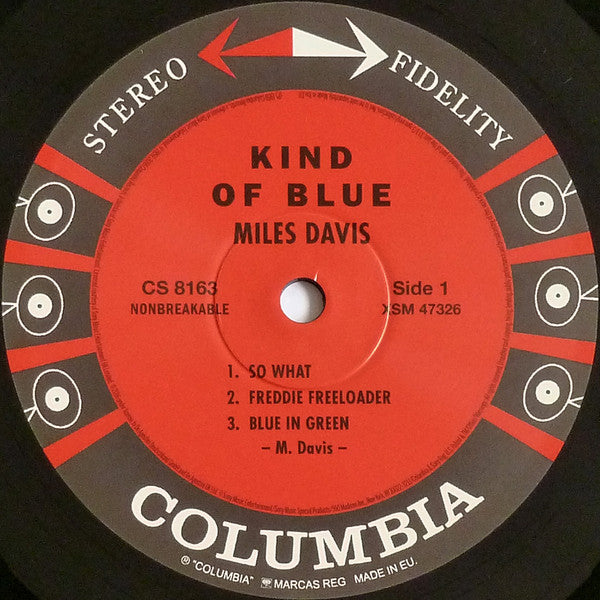 STEREO FIDELITY
KIND
OF BLUE
MILES DAVIS
CS 8163
NONBREAKABLE
Side 1
XSM 47326
1. SO WHAT
2. FREDDIE FREELOADER
3. BLUE IN GREEN
– M. Davis –
COLUMBIA
® "COLUMBIA" MARCAS REG MADE IN EU.